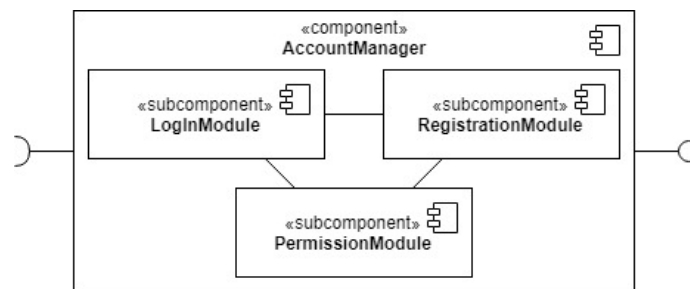 «component»
AccountManager
«subcomponent»
LogInModule
«subcomponent»
RegistrationModule
«subcomponent»
PermissionModule